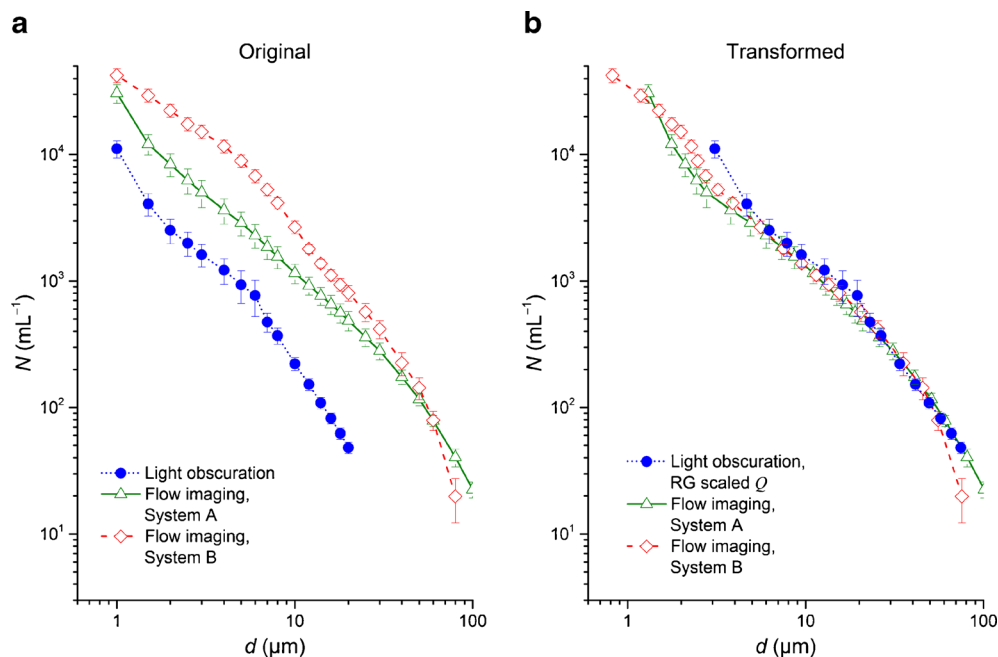 a
Original
10⁴
10³
10²
10¹
N (mL⁻¹)
Light obscuration
Flow imaging,
System A
Flow imaging,
System B
1
10
100
d (µm)
b
Transformed
10⁴
10³
10²
10¹
N (mL⁻¹)
Light obscuration,
RG scaled Q
Flow imaging,
System A
Flow imaging,
System B
1
10
100
d (µm)